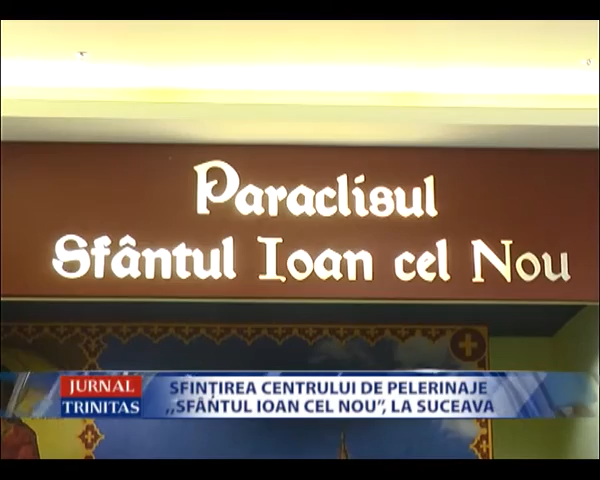 Paraclisul
Sfântul Ioan cel Nou
JURNAL
TRINITAS
SFINȚIREA CENTRULUI DE PELERINAJE
,,SFÂNTUL IOAN CEL NOU”, LA SUCEAVA